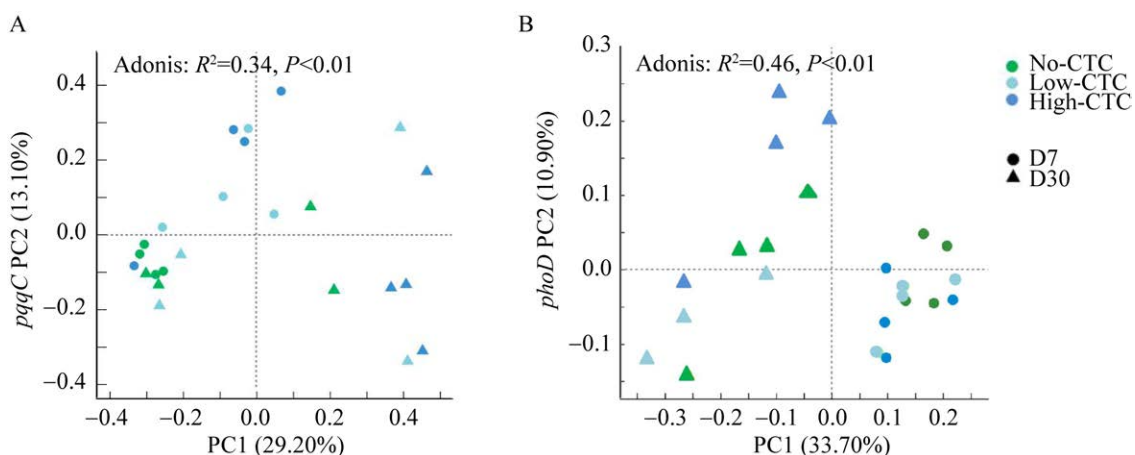 A
Adonis: R²=0.34, P<0.01
pqqC PC2 (13.10%)
0.4
0.2
0.0
−0.2
−0.4
−0.4 −0.2 0.0 0.2 0.4
PC1 (29.20%)
B
Adonis: R²=0.46, P<0.01
phoD PC2 (10.90%)
0.3
0.2
0.1
0.0
−0.1
−0.3 −0.2 −0.1 0.0 0.1 0.2
PC1 (33.70%)
No-CTC
Low-CTC
High-CTC
D7
D30